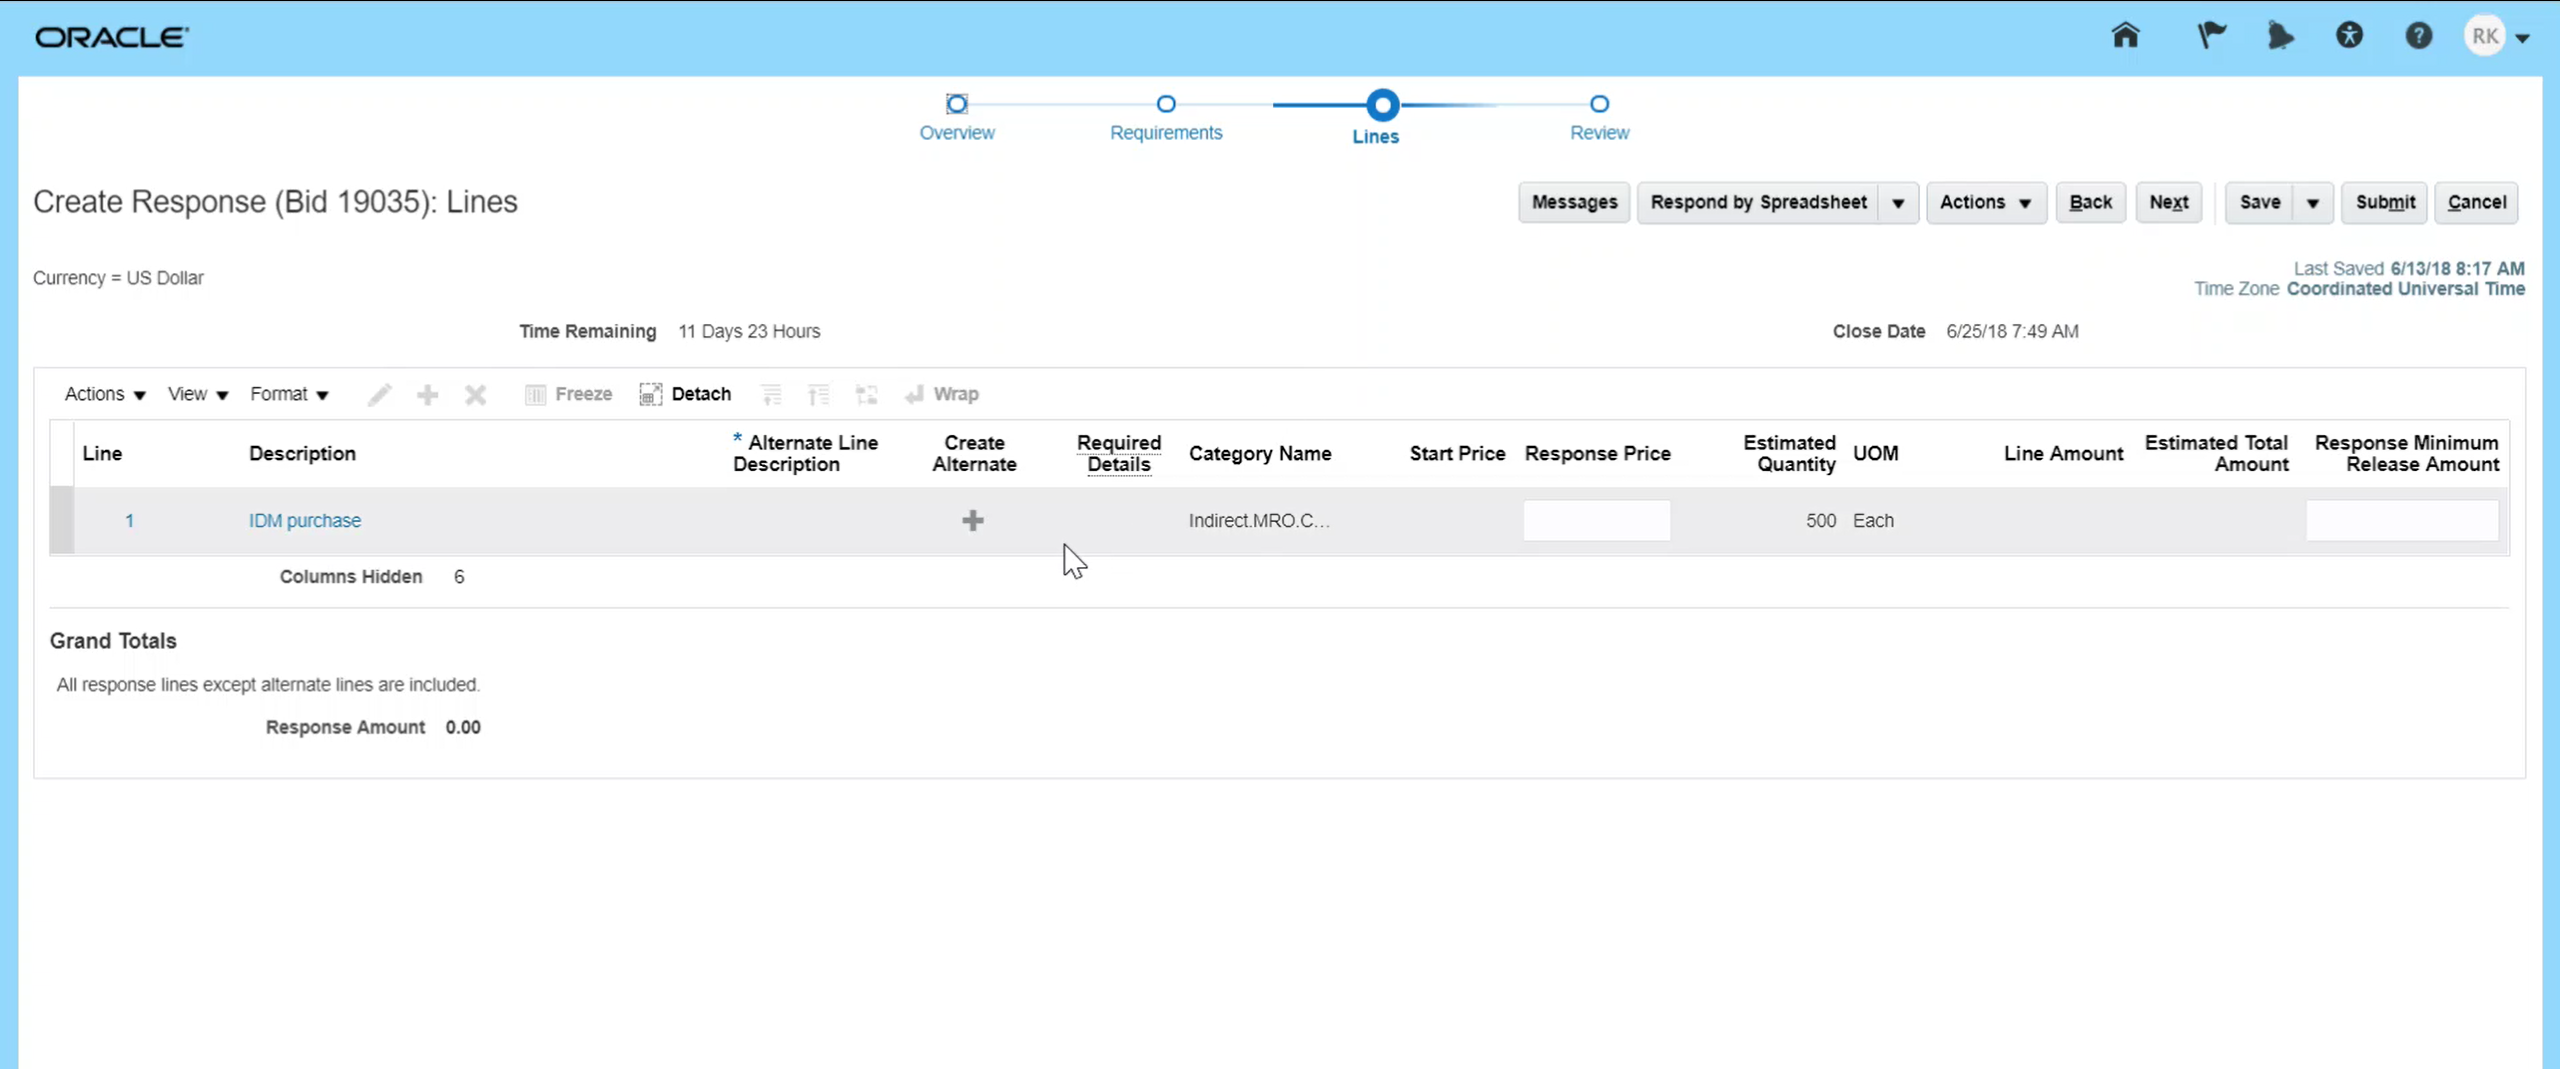 ORACLE
RK
Overview
Requirements
Lines
Review
Create Response (Bid 19035): Lines
Messages
Respond by Spreadsheet
Actions
Back
Next
Save
Submit
Cancel
Currency = US Dollar
Last Saved 6/13/18 8:17 AM
Time Zone Coordinated Universal Time
Time Remaining 11 Days 23 Hours
Close Date 6/25/18 7:49 AM
Actions View Format Freeze Detach Wrap
Line
Description
* Alternate Line
Description
Create
Alternate
Required
Details
Category Name
Start Price
Response Price
Estimated
Quantity
UOM
Line Amount
Estimated Total
Amount
Response Minimum
Release Amount
1 IDM purchase Indirect.MRO.C... 500 Each
Columns Hidden 6
Grand Totals
All response lines except alternate lines are included.
Response Amount 0.00